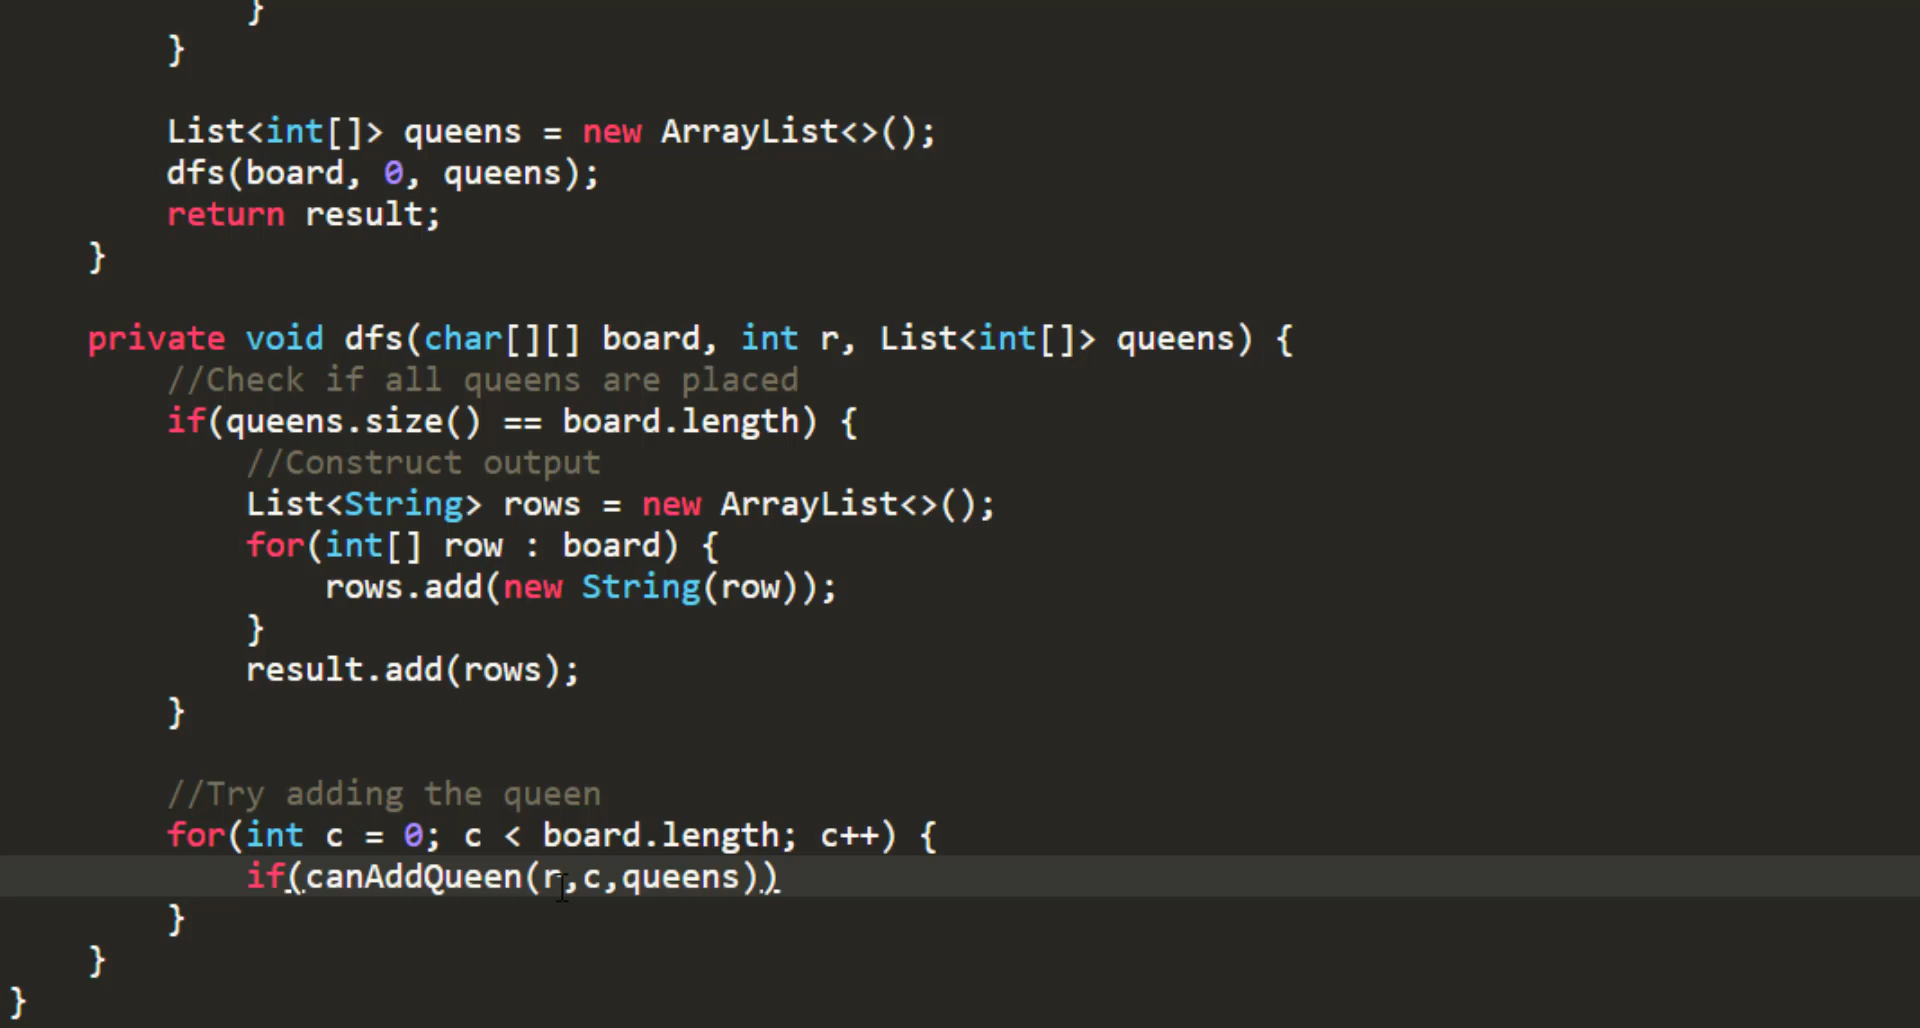 }
}
List<int[]> queens = new ArrayList<>();
dfs(board, 0, queens);
return result;
}
private void dfs(char[][] board, int r, List<int[]> queens) {
//Check if all queens are placed
if(queens.size() == board.length) {
//Construct output
List<String> rows = new ArrayList<>();
for(int[] row : board) {
rows.add(new String(row));
}
result.add(rows);
}
//Try adding the queen
for(int c = 0; c < board.length; c++) {
if(canAddQueen(r,c,queens))
}
}
}